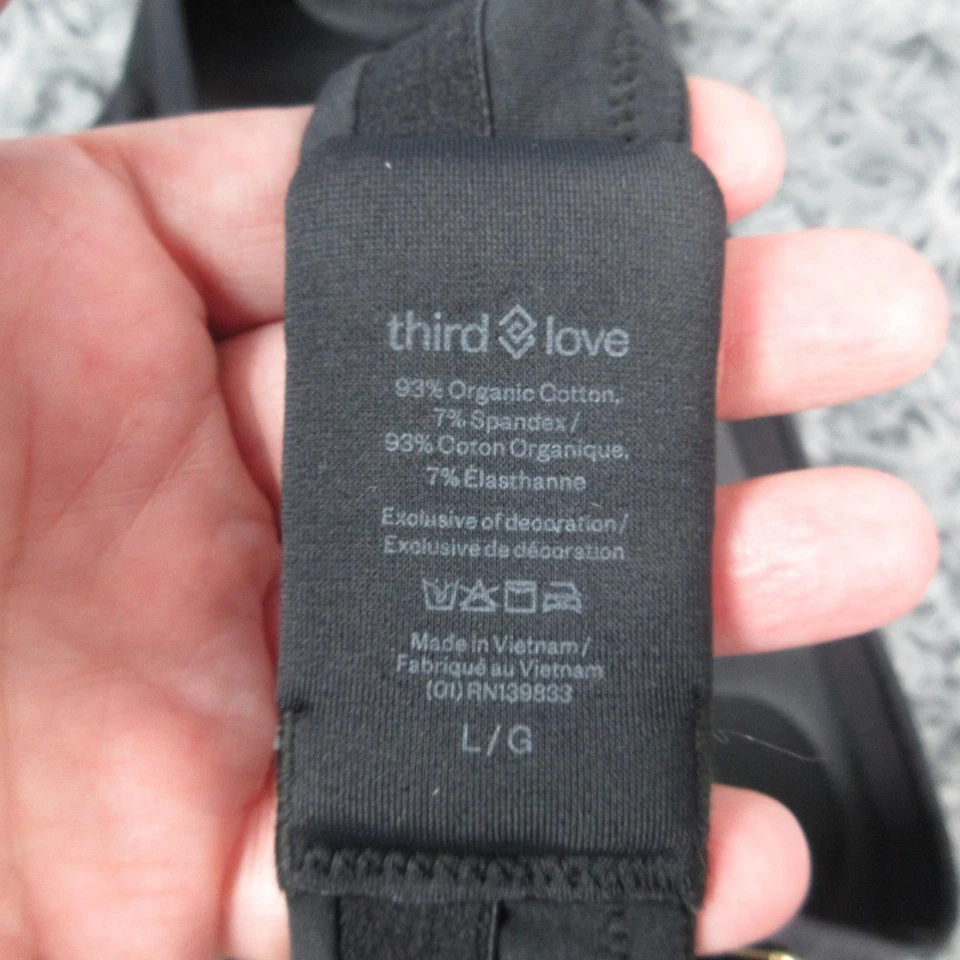 third love
93% Organic Cotton,
7% Spandex /
93% Coton Organique,
7% Élasthanne
Exclusive of decoration /
Exclusive de décoration
Made in Vietnam /
Fabriqué au Vietnam
(01) RN139833
L / G